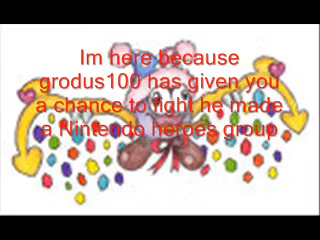 Im here because
grodus100 has given you
a chance to fight he made
a Nintendo heroes group